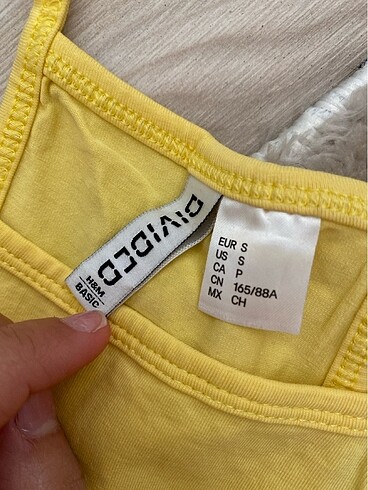 DIVIDED
H&M
BASIC
EUR S
US S
CA P
CN 165/88A
MX CH